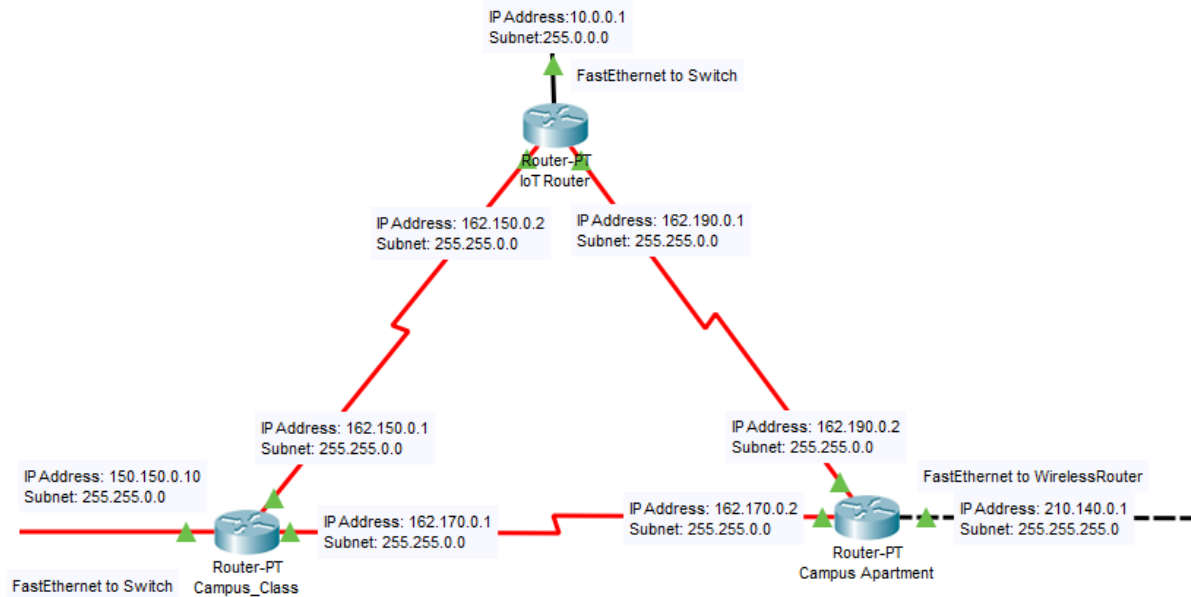 IP Address:10.0.0.1
Subnet:255.0.0.0
FastEthernet to Switch
Router-PT
IoT Router
IP Address: 162.150.0.2
Subnet: 255.255.0.0
IP Address: 162.190.0.1
Subnet: 255.255.0.0
IP Address: 162.150.0.1
Subnet: 255.255.0.0
IP Address: 162.190.0.2
Subnet: 255.255.0.0
IP Address: 150.150.0.10
Subnet: 255.255.0.0
FastEthernet to WirelessRouter
IP Address: 162.170.0.1
Subnet: 255.255.0.0
IP Address: 162.170.0.2
Subnet: 255.255.0.0
IP Address: 210.140.0.1
Subnet: 255.255.255.0
Router-PT
Campus Apartment
Router-PT
Campus_Class
FastEthernet to Switch